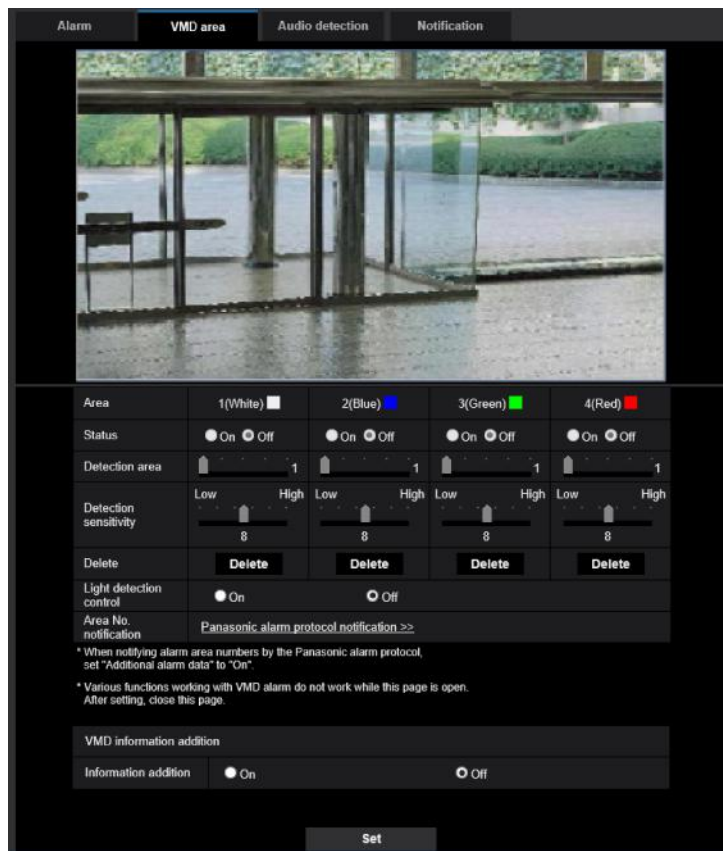 Alarm VMD area Audio detection Notification
Area 1(White) 2(Blue) 3(Green) 4(Red)
Status On Off On Off On Off On Off
Detection area 1 1 1 1
Low High Low High Low High Low High
Detection
sensitivity
8 8 8 8
Delete Delete Delete Delete Delete
Light detection
control On Off
Area No.
notification Panasonic alarm protocol notification >>
* When notifying alarm area numbers by the Panasonic alarm protocol,
set "Additional alarm data" to "On".
* Various functions working with VMD alarm do not work while this page is open.
After setting, close this page.
VMD information addition
Information addition On Off
Set